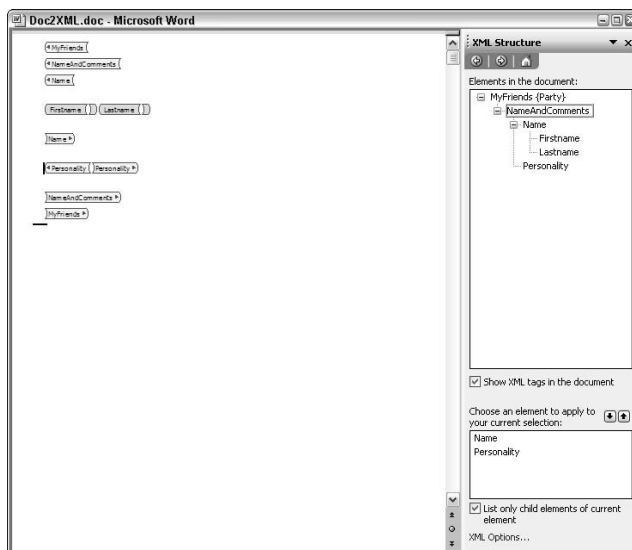 Doc2XML.doc - Microsoft Word
MyFriends
NameAndComments
Name
Firstname Lastname
Name
Personality Personality
NameAndComments
MyFriends
XML Structure
Elements in the document:
MyFriends {Party}
NameAndComments
Name
Firstname
Lastname
Personality
Show XML tags in the document
Choose an element to apply to
your current selection:
Name
Personality
List only child elements of current
element
XML Options...